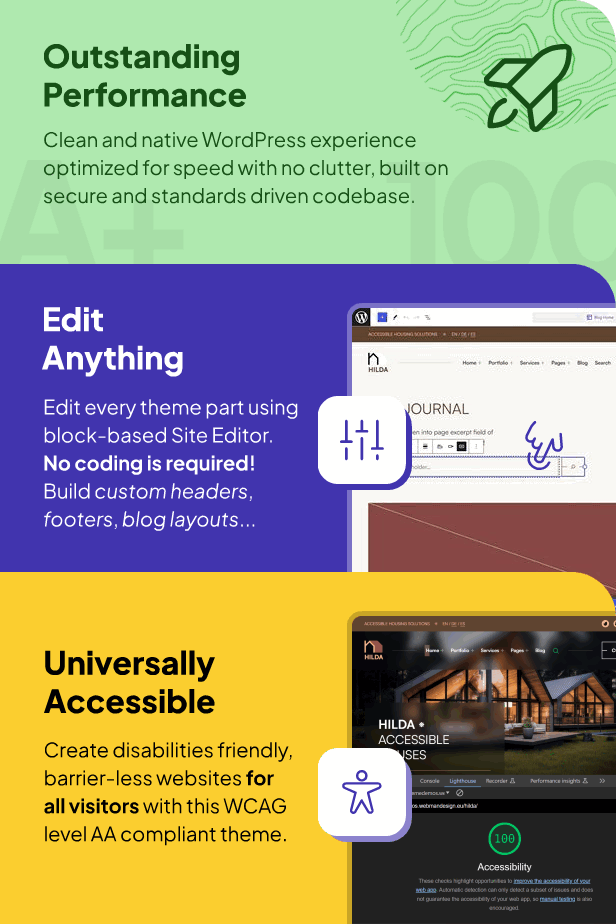 Outstanding
Performance
Clean and native WordPress experience
optimized for speed with no clutter, built on
secure and standards driven codebase.
A+ 100
Edit
Anything
Edit every theme part using
block-based Site Editor.
No coding is required!
Build custom headers,
footers, blog layouts...
Blog Home
ACCESSIBLE HOUSING SOLUTIONS EN / DE / ES
HILDA
Home Portfolio Services Pages Blog Search
JOURNAL
en into page excerpt field of
holder...
Universally
Accessible
Create disabilities friendly,
barrier-less websites for
all visitors with this WCAG
level AA compliant theme.
ACCESSIBLE HOUSING SOLUTIONS EN / DE / ES
HILDA
Home Portfolio Services Pages Blog
HILDA
ACCESSIBLE
USES
Console Lighthouse Recorder Performance insights
emedemos.we
os.webmandesign.eu/hilda/
100
Accessibility
These checks highlight opportunities to improve the accessibility of your
web app. Automatic detection can only detect a subset of issues and does
not guarantee the accessibility of your web app, so manual testing is also
encouraged.